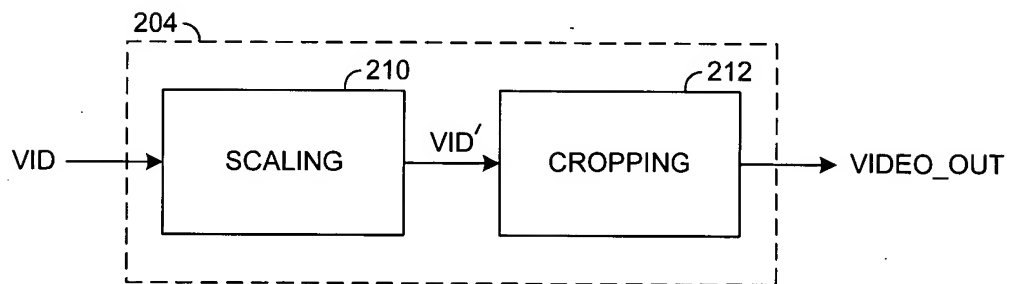 204
210
212
VID
SCALING
VID′
CROPPING
VIDEO_OUT